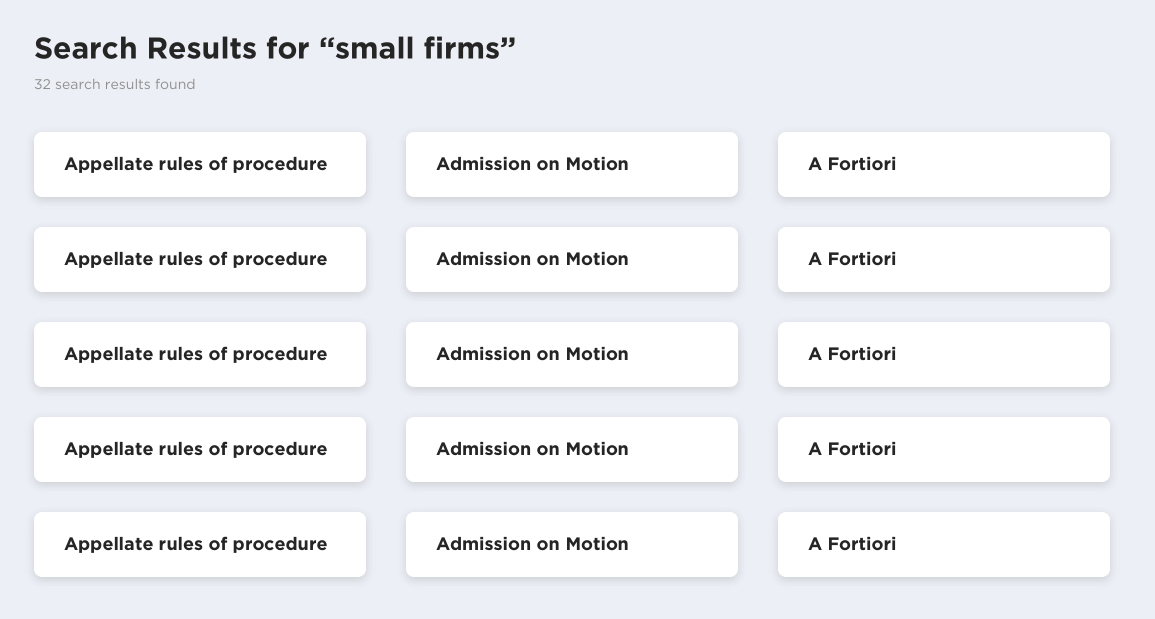 Search Results for “small firms”
32 search results found
Appellate rules of procedure
Admission on Motion
A Fortiori
Appellate rules of procedure
Admission on Motion
A Fortiori
Appellate rules of procedure
Admission on Motion
A Fortiori
Appellate rules of procedure
Admission on Motion
A Fortiori
Appellate rules of procedure
Admission on Motion
A Fortiori